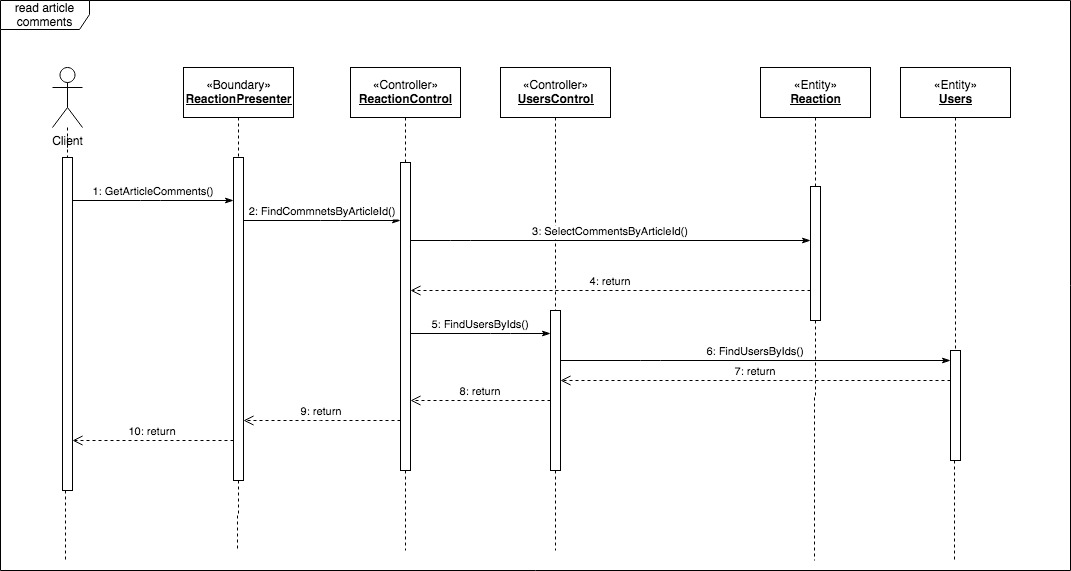 read article
comments
«Boundary»
ReactionPresenter
«Controller»
ReactionControl
«Controller»
UsersControl
«Entity»
Reaction
«Entity»
Users
Client
1: GetArticleComments()
2: FindCommnetsByArticleId()
3: SelectCommentsByArticleId()
4: return
5: FindUsersByIds()
6: FindUsersByIds()
7: return
8: return
9: return
10: return